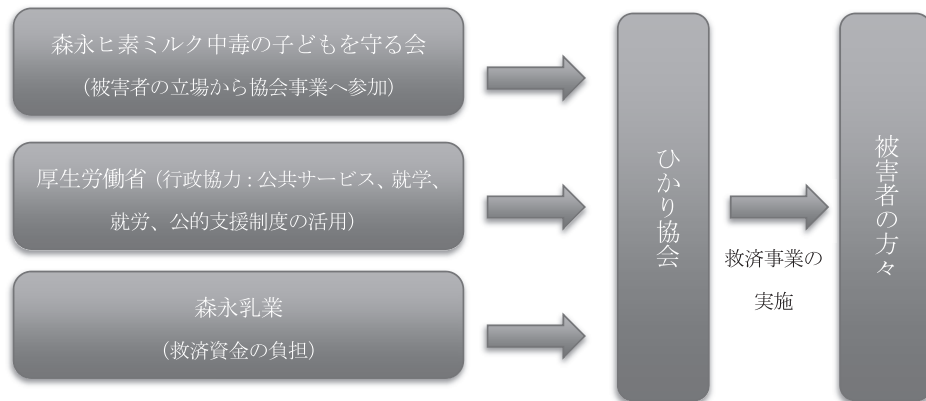 森永ヒ素ミルク中毒の子どもを守る会
(被害者の立場から協会事業へ参加)
厚生労働省 (行政協力：公共サービス、就学、
就労、公的支援制度の活用)
森永乳業
(救済資金の負担)
ひかり協会
救済事業の
実施
被害者の方々